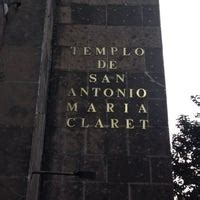 TEMPLO
DE
SAN
ANTONIO
MARIA
CLARET